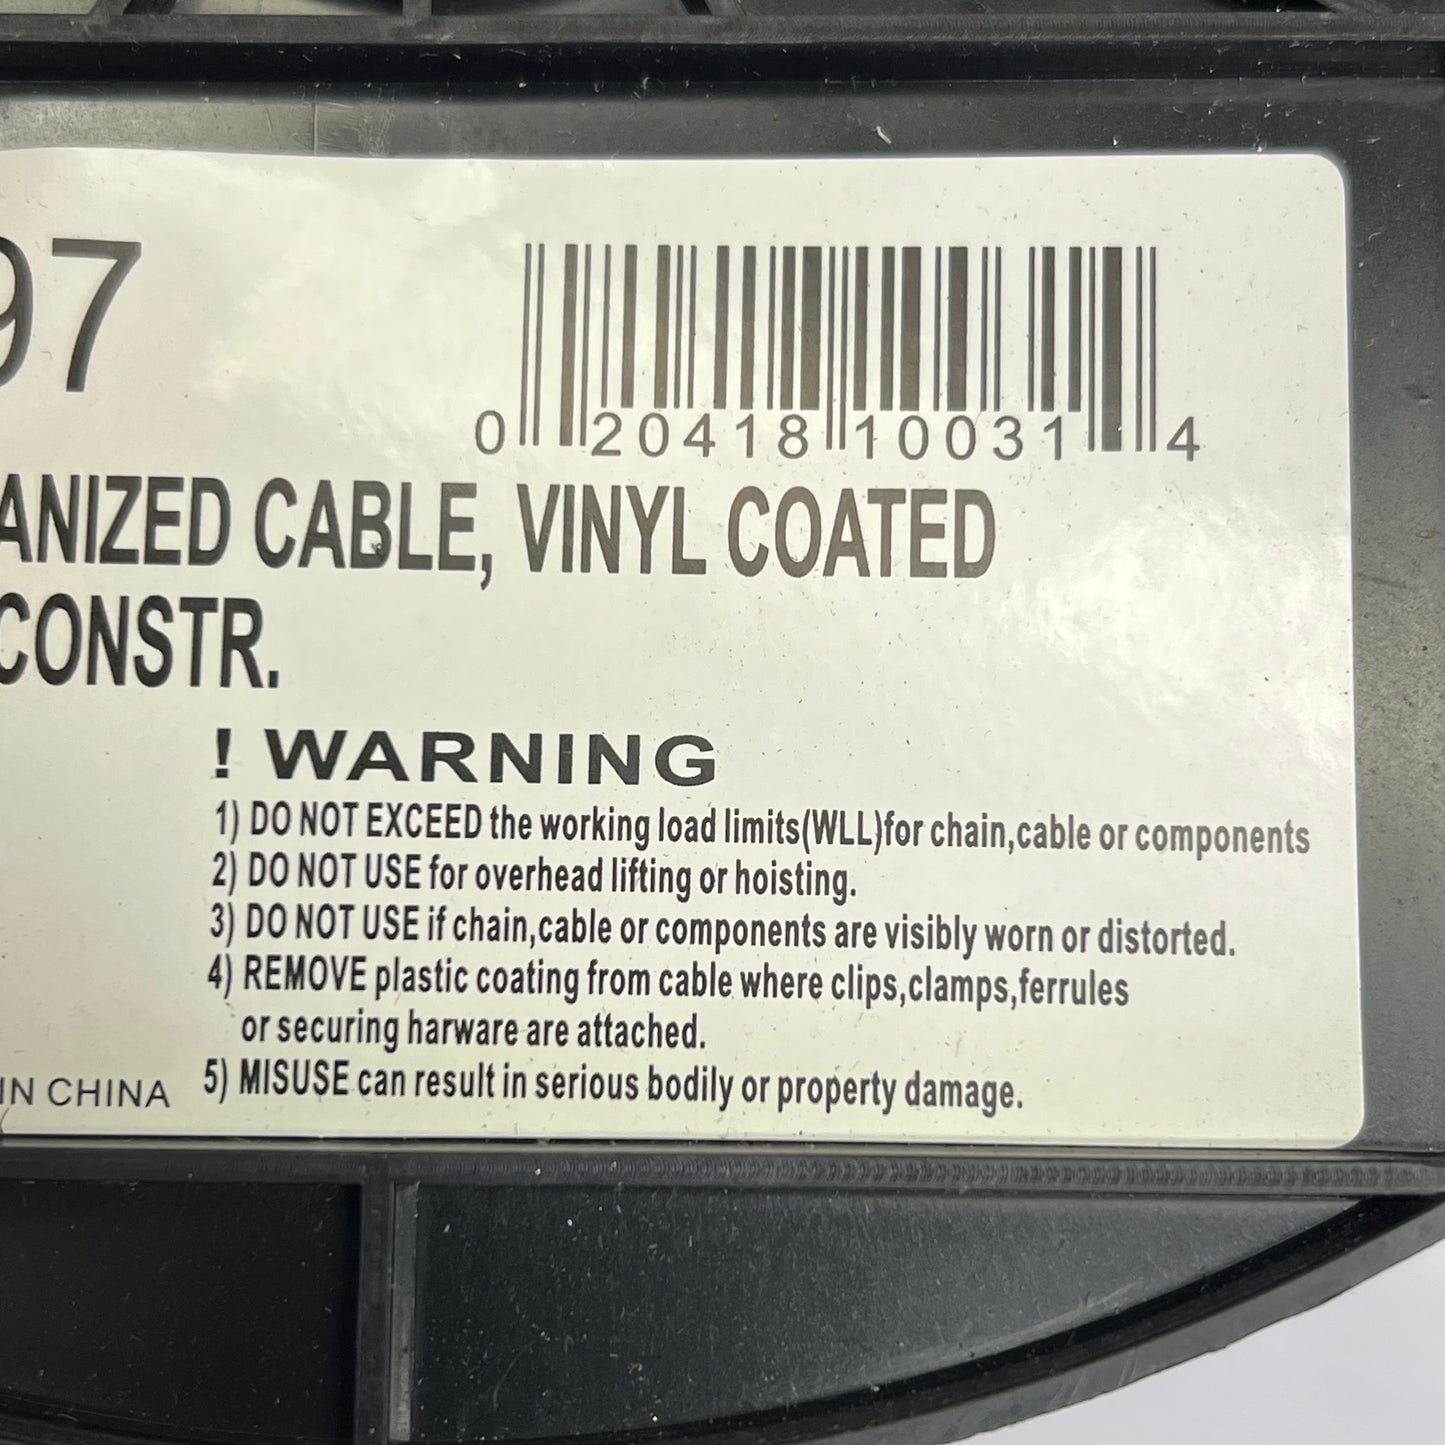 97
0 20418 10031 4
ANIZED CABLE, VINYL COATED
CONSTR.
! WARNING
1) DO NOT EXCEED the working load limits(WLL)for chain,cable or components
2) DO NOT USE for overhead lifting or hoisting.
3) DO NOT USE if chain,cable or components are visibly worn or distorted.
4) REMOVE plastic coating from cable where clips,clamps,ferrules
or securing harware are attached.
IN CHINA 5) MISUSE can result in serious bodily or property damage.